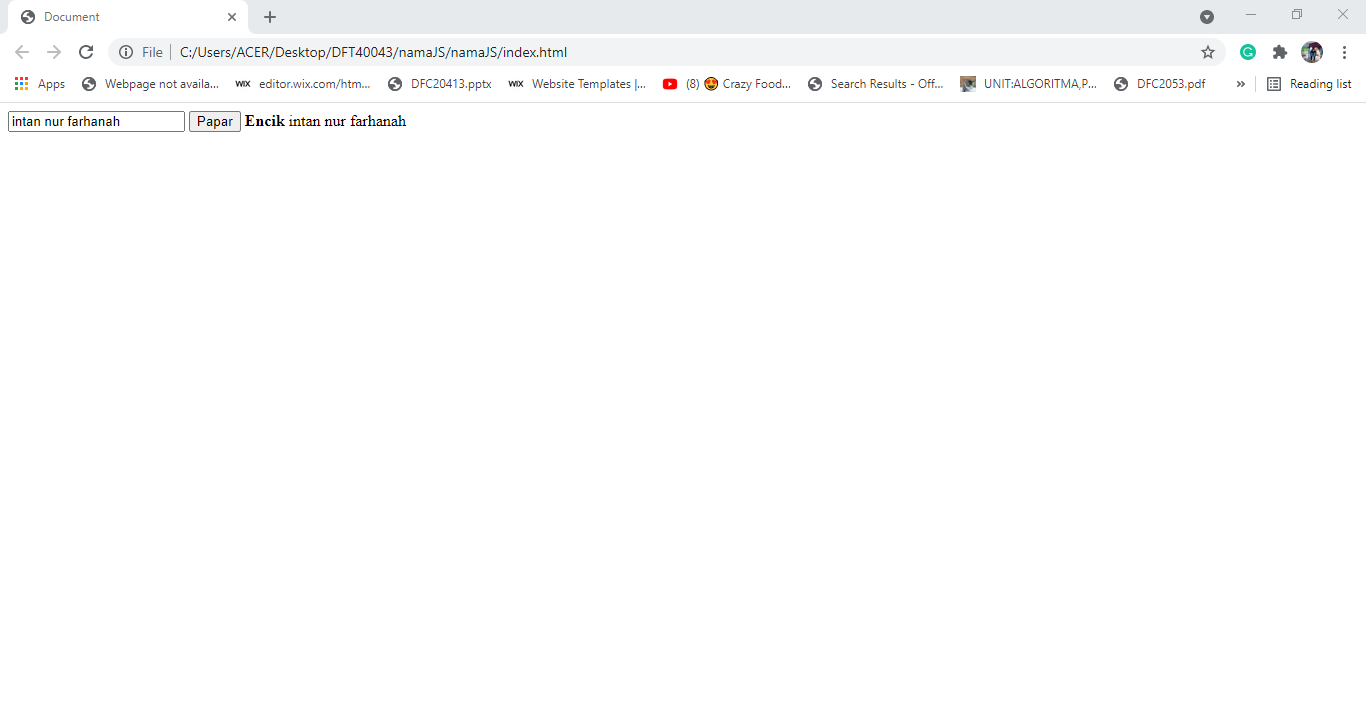 Document
File C:/Users/ACER/Desktop/DFT40043/namaJS/namaJS/index.html
Apps Webpage not availa... WIX editor.wix.com/htm... DFC20413.pptx WIX Website Templates |... (8) 😍 Crazy Food... Search Results - Off... UNIT:ALGORITMA,P... DFC2053.pdf » Reading list
intan nur farhanah Papar Encik intan nur farhanah